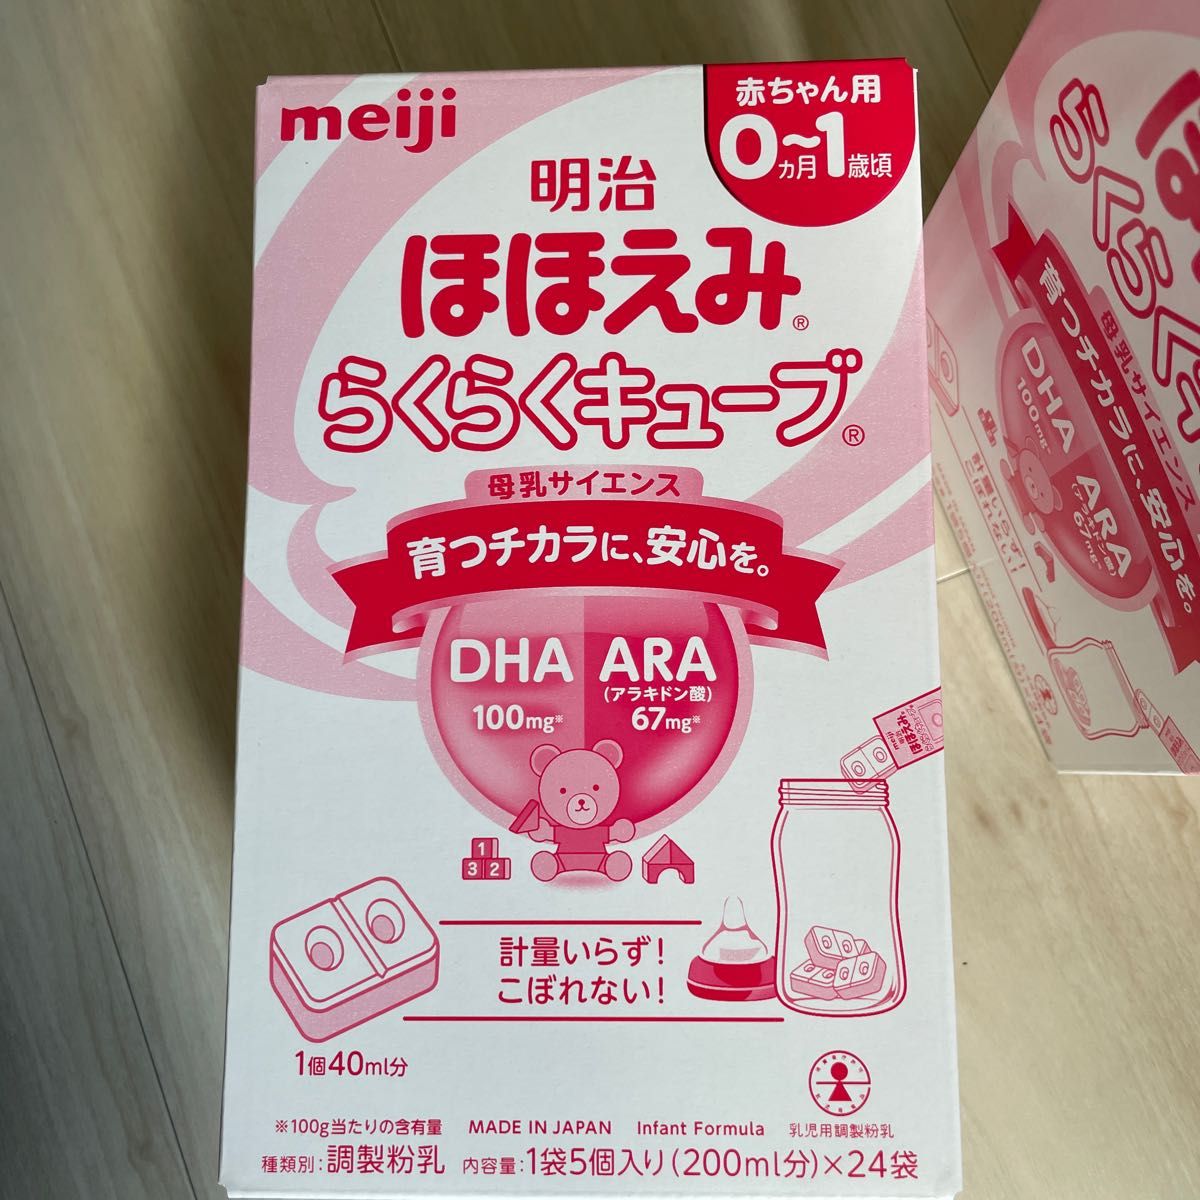 meiji
赤ちゃん用
0ヵ月~1歳頃
明治
ほほえみ®
らくらくキューブ®
母乳サイエンス
育つチカラに、安心を。
DHA
100mg※
ARA
(アラキドン酸)
67mg※
1
3 2
計量いらず!
こぼれない!
1個40ml分
※100g当たりの含有量 MADE IN JAPAN Infant Formula 乳児用調製粉乳
種類別:調製粉乳 内容量:1袋5個入り(200ml分)×24袋
meiji
らくらく
母乳サイエンス
育つチカラに、安心を。
DHA
100mg
ARA
67mg